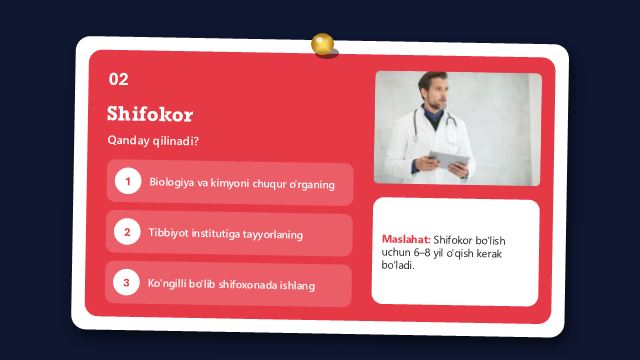 02
Shifokor
Qanday qilinadi?
1 Biologiya va kimyoni chuqur o'rganing
2 Tibbiyot institutiga tayyorlaning
3 Ko'ngilli bo'lib shifoxonada ishlang
Maslahat: Shifokor bo'lish
uchun 6–8 yil o'qish kerak
bo'ladi.